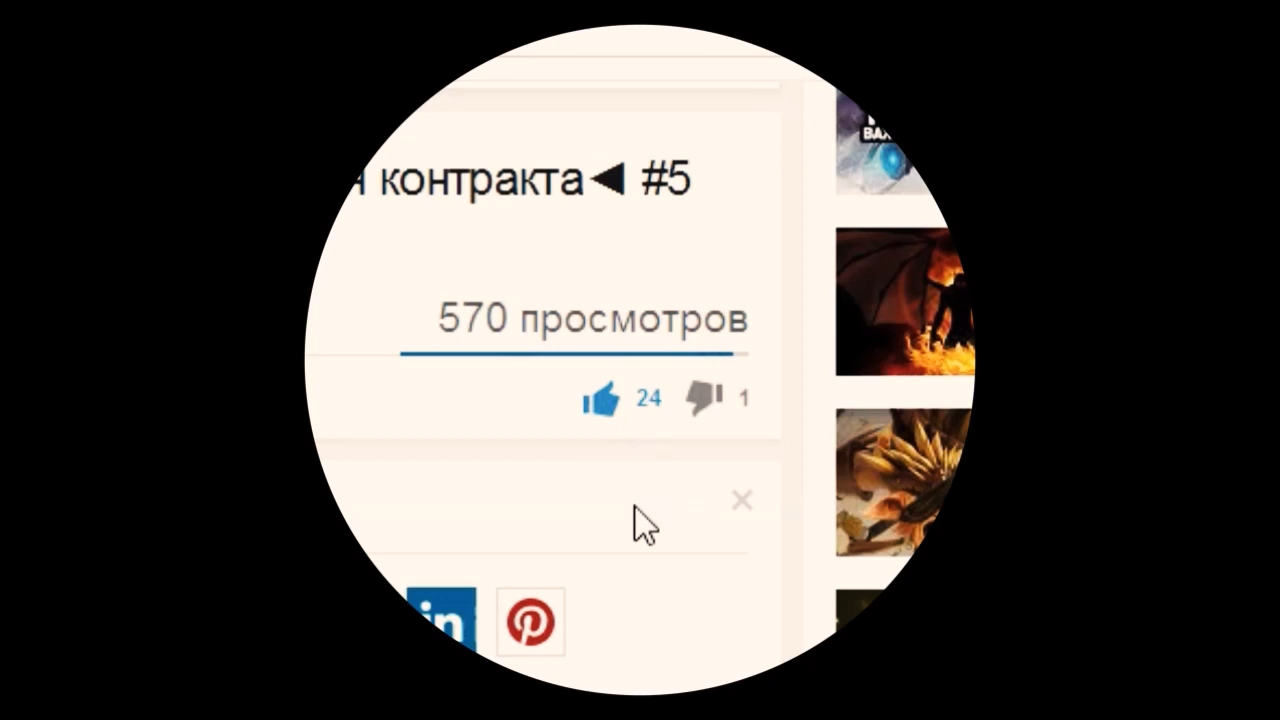 контракта◀ #5
570 просмотров
24 1
in